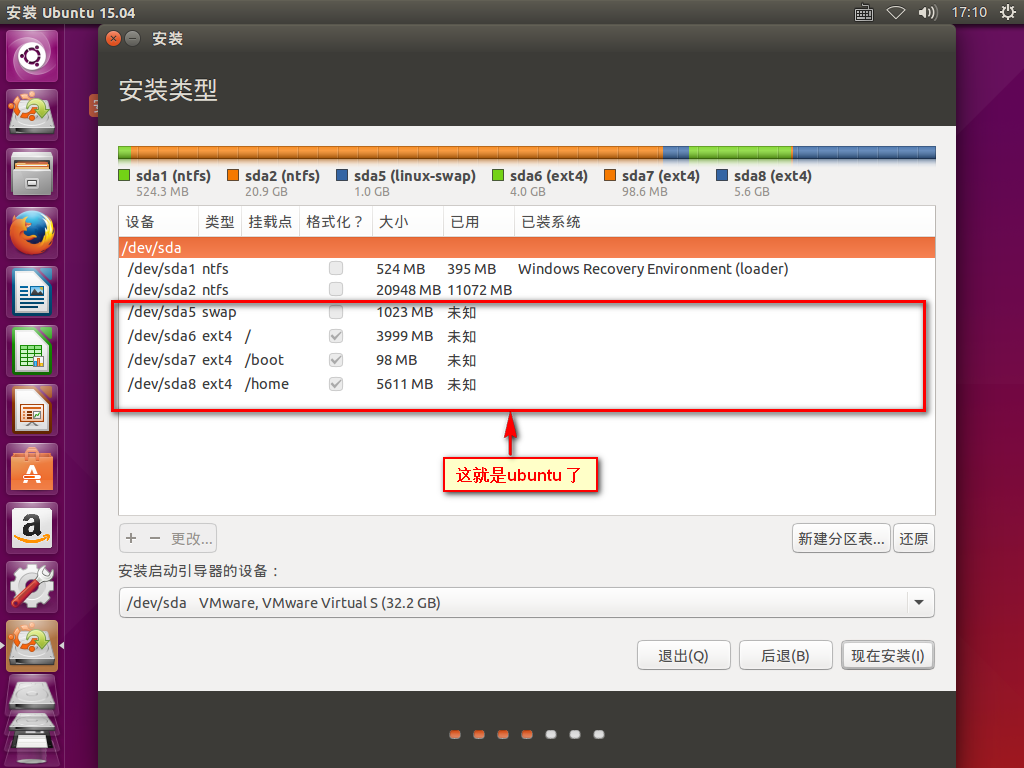 安装 Ubuntu 15.04 17:10
安装
安装类型
sda1 (ntfs) sda2 (ntfs) sda5 (linux-swap) sda6 (ext4) sda7 (ext4) sda8 (ext4)
524.3 MB 20.9 GB 1.0 GB 4.0 GB 98.6 MB 5.6 GB
设备 类型 挂载点 格式化？ 大小 已用 已装系统
/dev/sda
/dev/sda1 ntfs 524 MB 395 MB Windows Recovery Environment (loader)
/dev/sda2 ntfs 20948 MB 11072 MB
/dev/sda5 swap 1023 MB 未知
/dev/sda6 ext4 / 3999 MB 未知
/dev/sda7 ext4 /boot 98 MB 未知
/dev/sda8 ext4 /home 5611 MB 未知
这就是ubuntu 了
+ − 更改... 新建分区表... 还原
安装启动引导器的设备：
/dev/sda VMware, VMware Virtual S (32.2 GB)
退出(Q) 后退(B) 现在安装(I)